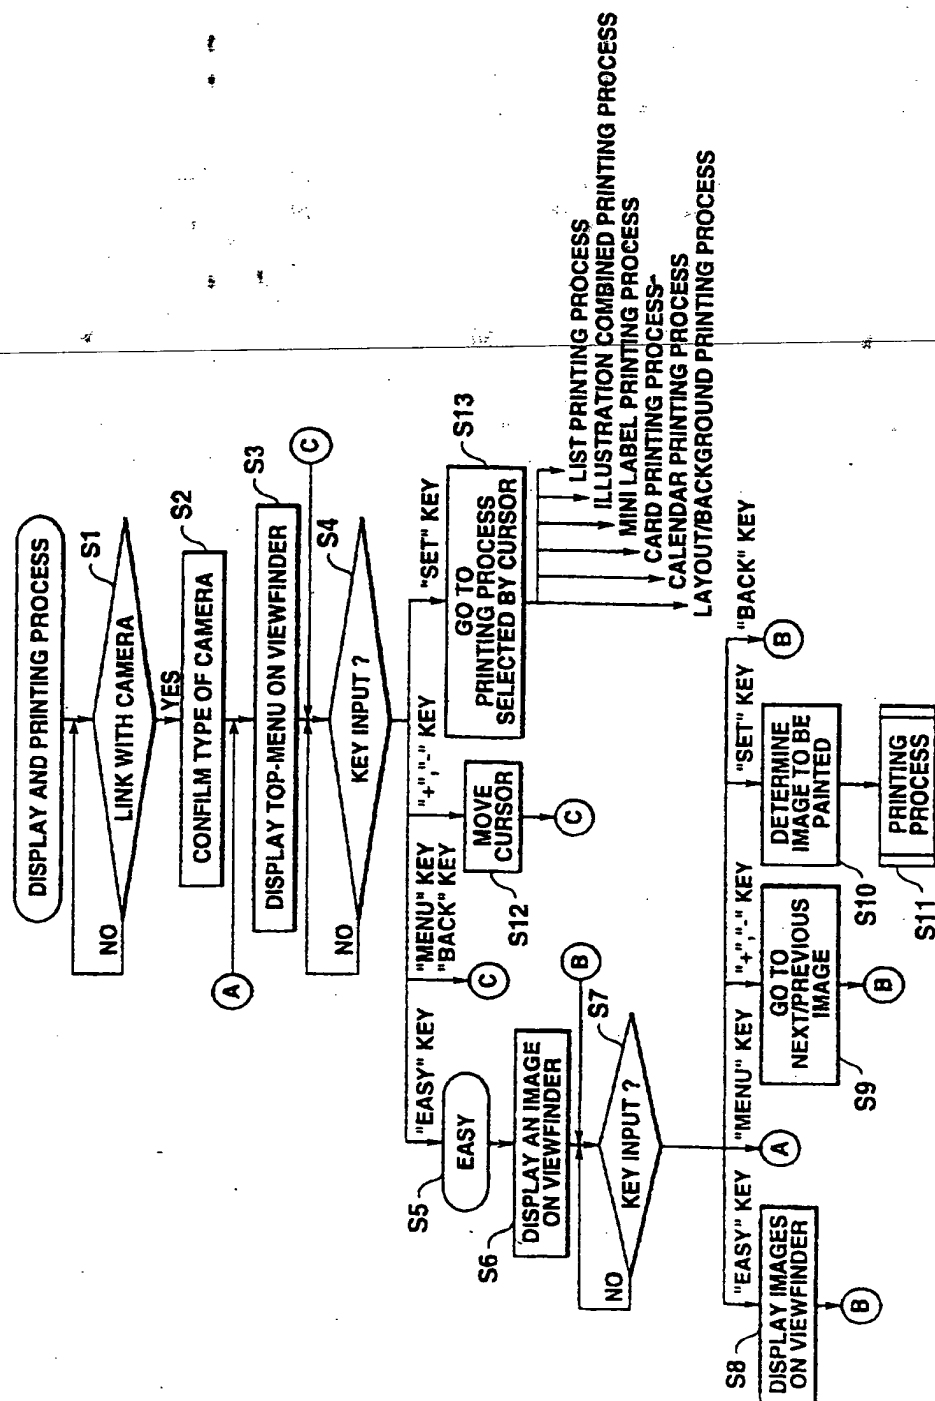 DISPLAY AND PRINTING PROCESS
S1
LINK WITH CAMERA
NO
YES
S2
CONFILM TYPE OF CAMERA
A
S3
DISPLAY TOP-MENU ON VIEWFINDER
C
S4
KEY INPUT ?
NO
"EASY" KEY
"MENU" KEY
"BACK" KEY
"+","-" KEY
"SET" KEY
S5
EASY
C
S12
MOVE
CURSOR
C
S13
GO TO
PRINTING PROCESS
SELECTED BY CURSOR
LIST PRINTING PROCESS
ILLUSTRATION COMBINED PRINTING PROCESS
MINI LABEL PRINTING PROCESS
CARD PRINTING PROCESS
CALENDAR PRINTING PROCESS
LAYOUT/BACKGROUND PRINTING PROCESS
S6
DISPLAY AN IMAGE
ON VIEWFINDER
B
S7
KEY INPUT ?
NO
"EASY" KEY
"MENU" KEY
"+","-" KEY
"SET" KEY
"BACK" KEY
S8
DISPLAY IMAGES
ON VIEWFINDER
B
A
S9
GO TO
NEXT/PREVIOUS
IMAGE
B
S10
DETERMINE
IMAGE TO BE
PAINTED
B
S11
PRINTING
PROCESS